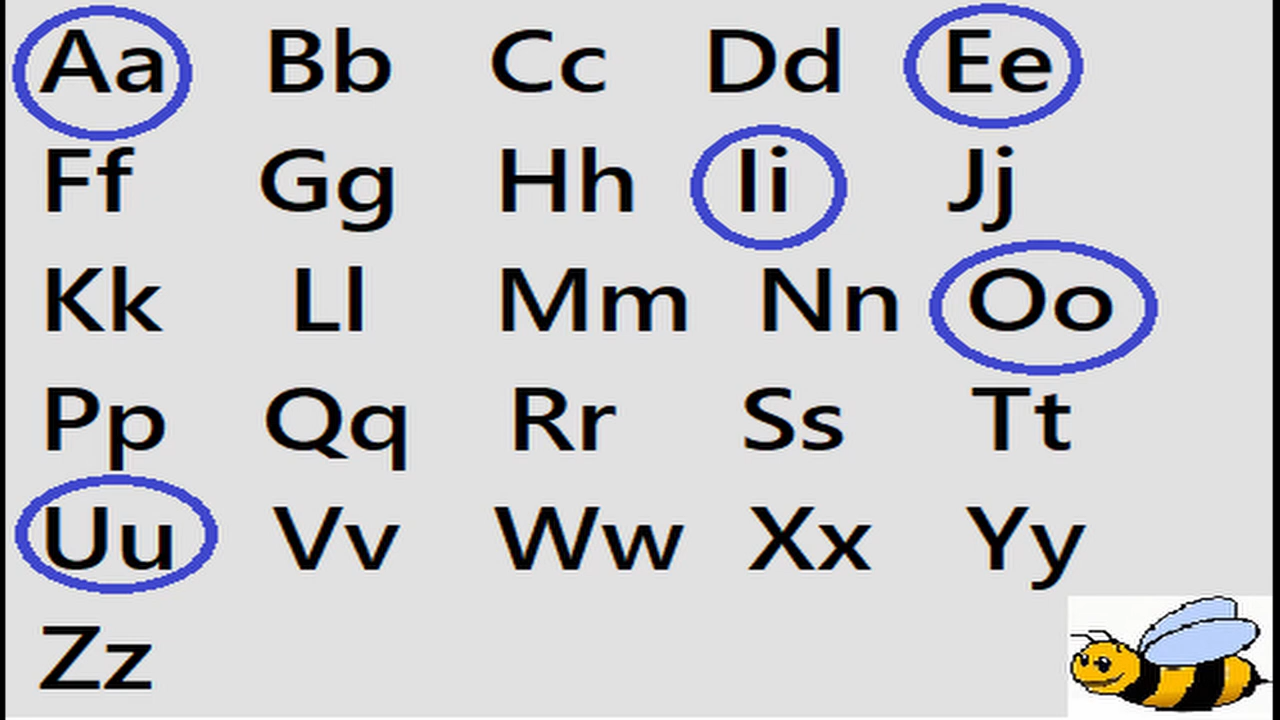 Aa Bb Cc Dd Ee
Ff Gg Hh Ii Jj
Kk Ll Mm Nn Oo
Pp Qq Rr Ss Tt
Uu Vv Ww Xx Yy
Zz